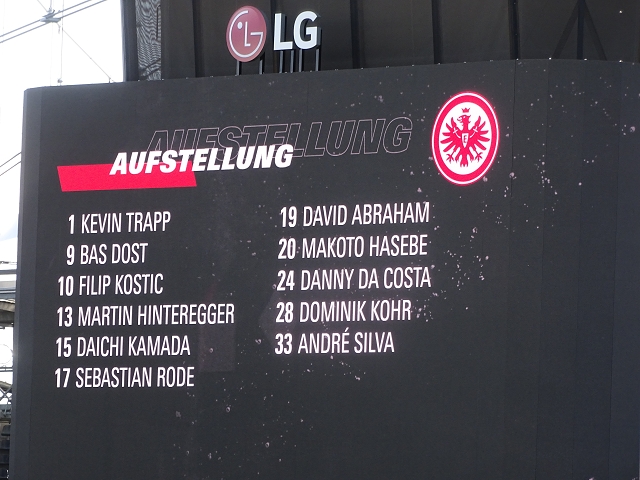 LG
AUFSTELLUNG
AUFSTELLUNG
1 KEVIN TRAPP
9 BAS DOST
10 FILIP KOSTIC
13 MARTIN HINTEREGGER
15 DAICHI KAMADA
17 SEBASTIAN RODE
19 DAVID ABRAHAM
20 MAKOTO HASEBE
24 DANNY DA COSTA
28 DOMINIK KOHR
33 ANDRÉ SILVA